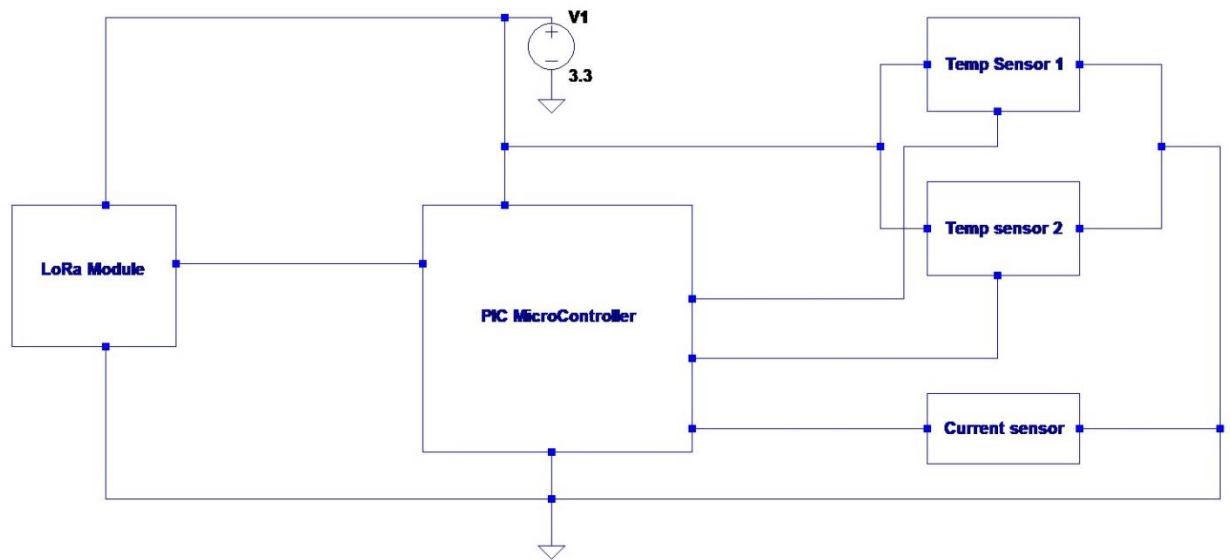 V1
3.3
Temp Sensor 1
Temp sensor 2
LoRa Module
PIC MicroController
Current sensor